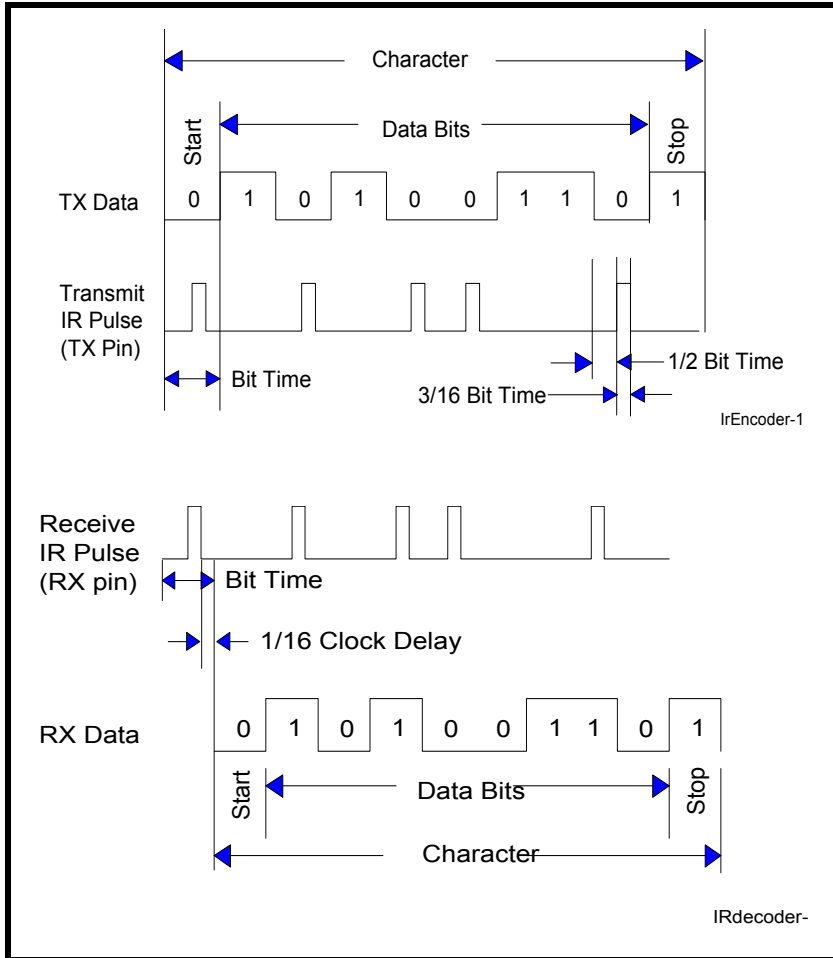 Character
Start
Data Bits
Stop
TX Data
0 1 0 1 0 0 1 1 0 1
Transmit
IR Pulse
(TX Pin)
Bit Time
1/2 Bit Time
3/16 Bit Time
IrEncoder-1
Receive
IR Pulse
(RX pin)
Bit Time
1/16 Clock Delay
RX Data
0 1 0 1 0 0 1 1 0 1
Start
Data Bits
Stop
Character
IRdecoder-